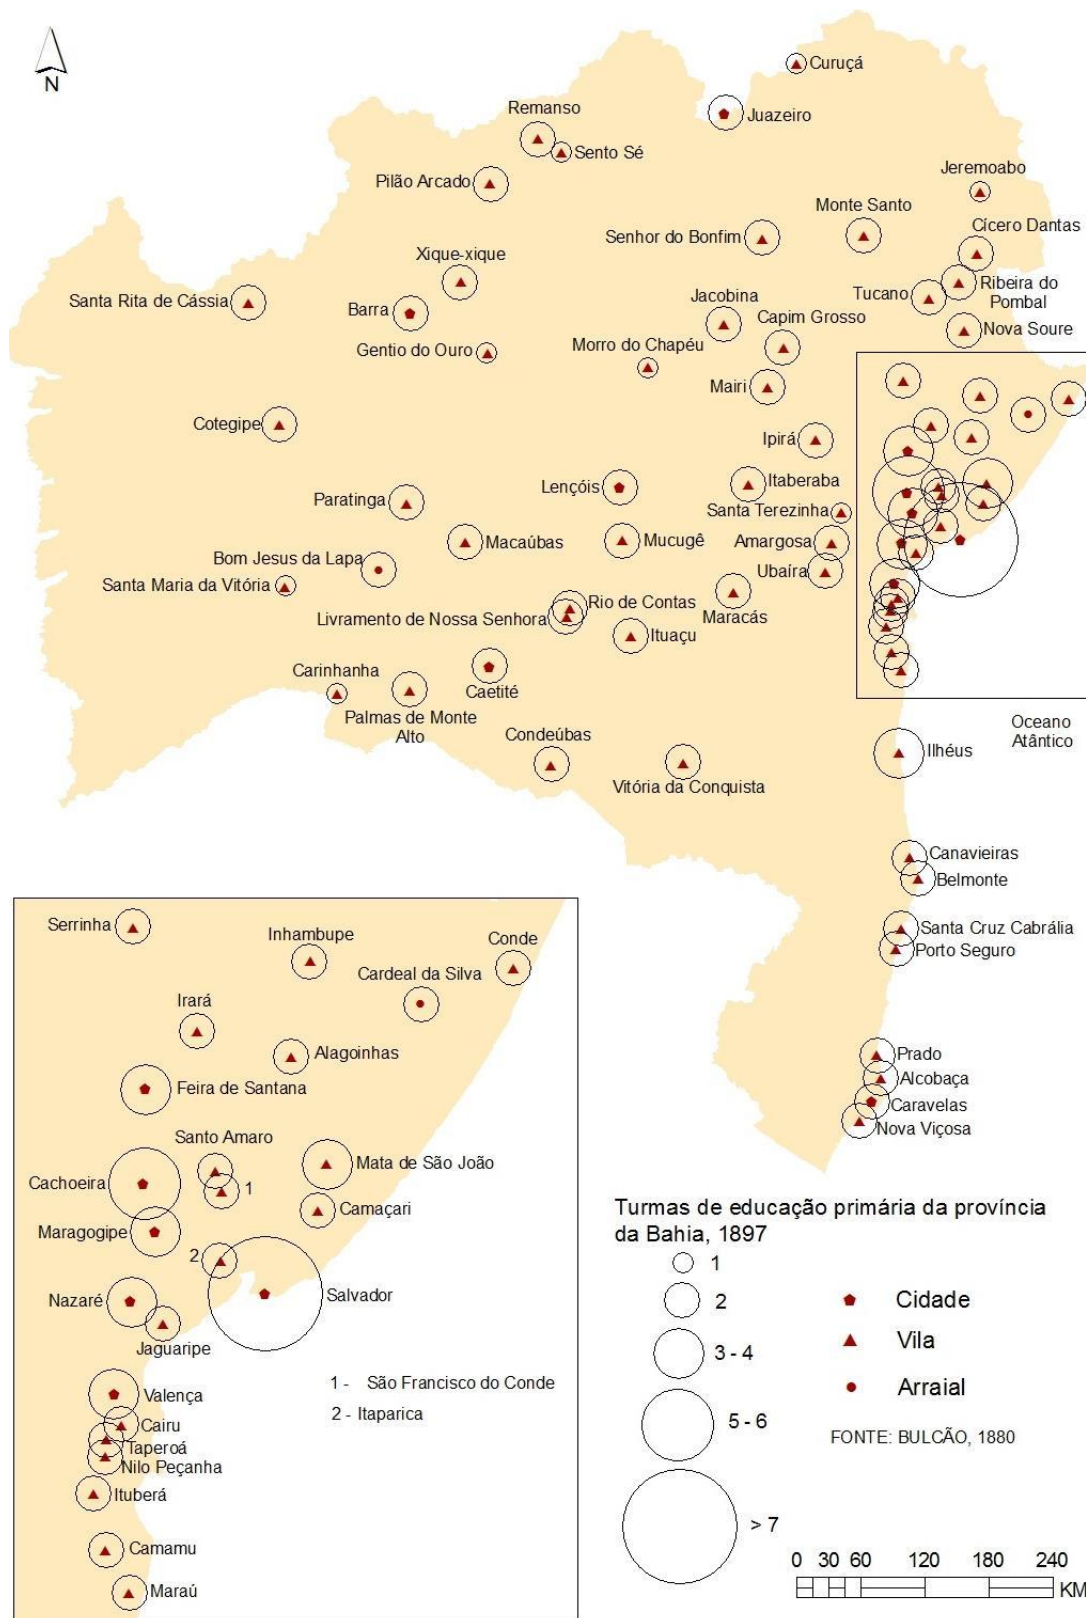 N
Curuçá
Juazeiro
Remanso
Sento Sé
Pilão Arcado
Jeremoabo
Monte Santo
Cícero Dantas
Senhor do Bonfim
Xique-xique
Ribeira do
Pombal
Santa Rita de Cássia
Tucano
Barra
Jacobina
Nova Soure
Capim Grosso
Gentio do Ouro
Morro do Chapéu
Mairi
Cotegipe
Ipirá
Lençóis
Itaberaba
Paratinga
Santa Terezinha
Macaúbas
Mucugê
Amargosa
Bom Jesus da Lapa
Ubaíra
Santa Maria da Vitória
Rio de Contas
Maracás
Livramento de Nossa Senhora
Ituaçu
Carinhanha
Caetité
Palmas de Monte
Alto
Condeúbas
Vitória da Conquista
Oceano
Atântico
Ilhéus
Canavieiras
Belmonte
Santa Cruz Cabrália
Porto Seguro
Prado
Alcobaça
Caravelas
Nova Viçosa
Serrinha
Inhambupe
Conde
Cardeal da Silva
Irará
Alagoinhas
Feira de Santana
Santo Amaro
Mata de São João
Cachoeira
1
Camaçari
Maragogipe
2
Nazaré
Salvador
Jaguaripe
1 - São Francisco do Conde
2 - Itaparica
Valença
Cairu
Taperoá
Nilo Peçanha
Ituberá
Camamu
Maraú
Turmas de educação primária da província
da Bahia, 1897
1
2
3 - 4
5 - 6
> 7
Cidade
Vila
Arraial
FONTE: BULCÃO, 1880
0 30 60 120 180 240
KM